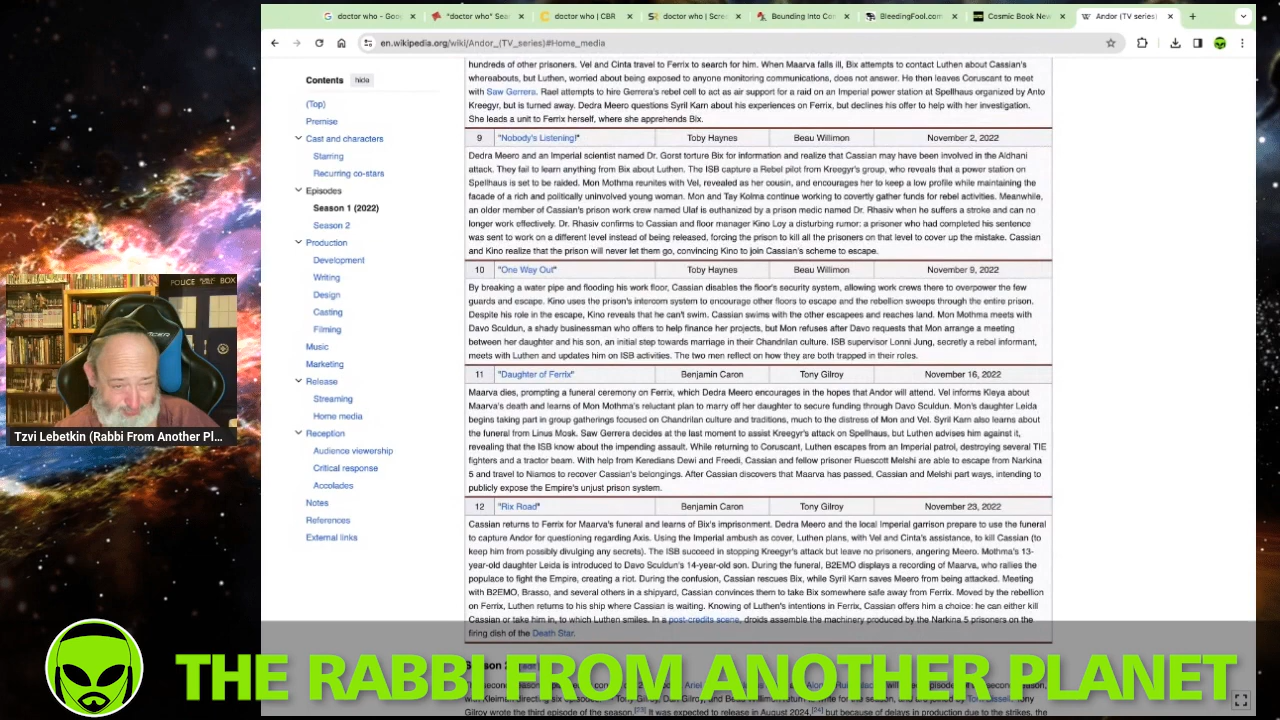 doctor who - Goo
"doctor who" Sea
doctor who | CBR
doctor who | Scre
Bounding Into Con
BleedingFool.com
Cosmic Book New
Andor (TV series)
en.wikipedia.org/wiki/Andor_(TV_series)#Home_media
Contents hide
(Top)
Premise
Cast and characters
Starring
Recurring co-stars
Episodes
Season 1 (2022)
Season 2
Production
Development
Writing
Design
Casting
Filming
Music
Marketing
Release
Streaming
Home media
Reception
Audience viewership
Critical response
Accolades
Notes
References
External links
hundreds of other prisoners. Vel and Cinta travel to Ferrix to search for him. When Maarva falls ill, Bix attempts to contact Luthen about Cassian's
whereabouts, but Luthen, worried about being exposed to anyone monitoring communications, does not answer. He then leaves Coruscant to meet
with Saw Gerrera. Rael attempts to hire Gerrera's rebel cell to act as air support for a raid on an Imperial power station at Spellhaus organized by Anto
Kreegyr, but is turned away. Dedra Meero questions Syril Karn about his experiences on Ferrix, but declines his offer to help with her investigation.
She leads a unit to Ferrix herself, where she apprehends Bix.
9 "Nobody's Listening!" Toby Haynes Beau Willimon November 2, 2022
Dedra Meero and an Imperial scientist named Dr. Gorst torture Bix for information and realize that Cassian may have been involved in the Aldhani
attack. They fail to learn anything from Bix about Luthen. The ISB capture a Rebel pilot from Kreegyr's group, who reveals that a power station on
Spellhaus is set to be raided. Mon Mothma reunites with Vel, revealed as her cousin, and encourages her to keep a low profile while maintaining the
facade of a rich and politically uninvolved young woman. Mon and Tay Kolma continue working to covertly gather funds for rebel activities. Meanwhile,
an older member of Cassian's prison work crew named Ulaf is euthanized by a prison medic named Dr. Rhasiv when he suffers a stroke and can no
longer work effectively. Dr. Rhasiv confirms to Cassian and floor manager Kino Loy a disturbing rumor: a prisoner who had completed his sentence
was sent to work on a different level instead of being released, forcing the prison to kill all the prisoners on that level to cover up the mistake. Cassian
and Kino realize that the prison will never let them go, convincing Kino to join Cassian's scheme to escape.
10 "One Way Out" Toby Haynes Beau Willimon November 9, 2022
By breaking a water pipe and flooding his work floor, Cassian disables the floor's security system, allowing work crews there to overpower the few
guards and escape. Kino uses the prison's intercom system to encourage other floors to escape and the rebellion sweeps through the entire prison.
Despite his role in the escape, Kino reveals that he can't swim. Cassian swims with the other escapees and reaches land. Mon Mothma meets with
Davo Sculdun, a shady businessman who offers to help finance her projects, but Mon refuses after Davo requests that Mon arrange a meeting
between her daughter and his son, an initial step towards marriage in their Chandrilan culture. ISB supervisor Lonni Jung, secretly a rebel informant,
meets with Luthen and updates him on ISB activities. The two men reflect on how they are both trapped in their roles.
11 "Daughter of Ferrix" Benjamin Caron Tony Gilroy November 16, 2022
Maarva dies, prompting a funeral ceremony on Ferrix, which Dedra Meero encourages in the hopes that Andor will attend. Vel informs Kleya about
Maarva's death and learns of Mon Mothma's reluctant plan to marry off her daughter to secure funding through Davo Sculdun. Mon's daughter Leida
begins taking part in group gatherings focused on Chandrilan culture and traditions, much to the distress of Mon and Vel. Syril Karn also learns about
the funeral from Linus Mosk. Saw Gerrera decides at the last moment to assist Kreegyr's attack on Spellhaus, but Luthen advises him against it,
revealing that the ISB know about the impending assault. While returning to Coruscant, Luthen escapes from an Imperial patrol, destroying several TIE
fighters and a tractor beam. With help from Keredians Dewi and Freedi, Cassian and fellow prisoner Ruescott Melshi are able to escape from Narkina
5 and travel to Niamos to recover Cassian's belongings. After Cassian discovers that Maarva has passed, Cassian and Melshi part ways, intending to
publicly expose the Empire's unjust prison system.
12 "Rix Road" Benjamin Caron Tony Gilroy November 23, 2022
Cassian returns to Ferrix for Maarva's funeral and learns of Bix's imprisonment. Dedra Meero and the local Imperial garrison prepare to use the funeral
to capture Andor for questioning regarding Axis. Using the Imperial ambush as cover, Luthen plans, with Vel and Cinta's assistance, to kill Cassian (to
keep him from possibly divulging any secrets). The ISB succeed in stopping Kreegyr's attack but leave no prisoners, angering Meero. Mothma's 13-
year-old daughter Leida is introduced to Davo Sculdun's 14-year-old son. During the funeral, B2EMO displays a recording of Maarva, who rallies the
populace to fight the Empire, creating a riot. During the confusion, Cassian rescues Bix, while Syril Karn saves Meero from being attacked. Meeting
with B2EMO, Brasso, and several others in a shipyard, Cassian convinces them to take Bix somewhere safe away from Ferrix. Moved by the rebellion
on Ferrix, Luthen returns to his ship where Cassian is waiting. Knowing of Luthen's intentions in Ferrix, Cassian offers him a choice: he can either kill
Cassian or take him in, to which Luthen smiles. In a post-credits scene, droids assemble the machinery produced by the Narkina 5 prisoners on the
firing dish of the Death Star.
Gilroy wrote the third episode of the season.[23] It was expected to release in August 2024,[24] but because of delays in production due to the strikes, the
POLICE BOX
Tzvi Lebetkin (Rabbi From Another Pl...
THE RABBI FROM ANOTHER PLANET